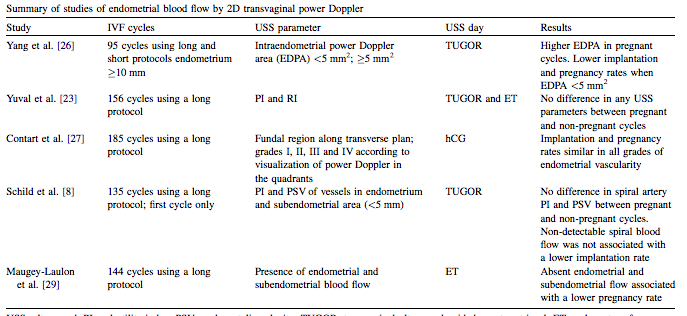 Summary of studies of endometrial blood flow by 2D transvaginal power Doppler
Study IVF cycles USS parameter USS day Results
Yang et al. [26] 95 cycles using long and Intraendometrial power Doppler TUGOR Higher EDPA in pregnant
short protocols endometrium area (EDPA) <5 mm²; ≥5 mm² cycles. Lower implantation
≥10 mm and pregnancy rates when
EDPA <5 mm²
Yuval et al. [23] 156 cycles using a long PI and RI TUGOR and ET No difference in any USS
protocol parameters between pregnant
and non-pregnant cycles
Contart et al. [27] 185 cycles using a long Fundal region along transverse plan; hCG Implantation and pregnancy
protocol grades I, II, III and IV according to rates similar in all grades of
visualization of power Doppler in endometrial vascularity
the quadrants
Schild et al. [8] 135 cycles using a long PI and PSV of vessels in endometrium TUGOR No difference in spiral artery
protocol; first cycle only and subendometrial area (<5 mm) PI and PSV between pregnant
and non-pregnant cycles.
Non-detectable spiral blood
flow was not associated with
a lower implantation rate
Maugey-Laulon 144 cycles using a long Presence of endometrial and ET Absent endometrial and
et al. [29] protocol subendometrial blood flow subendometrial flow associated
with a lower pregnancy rate